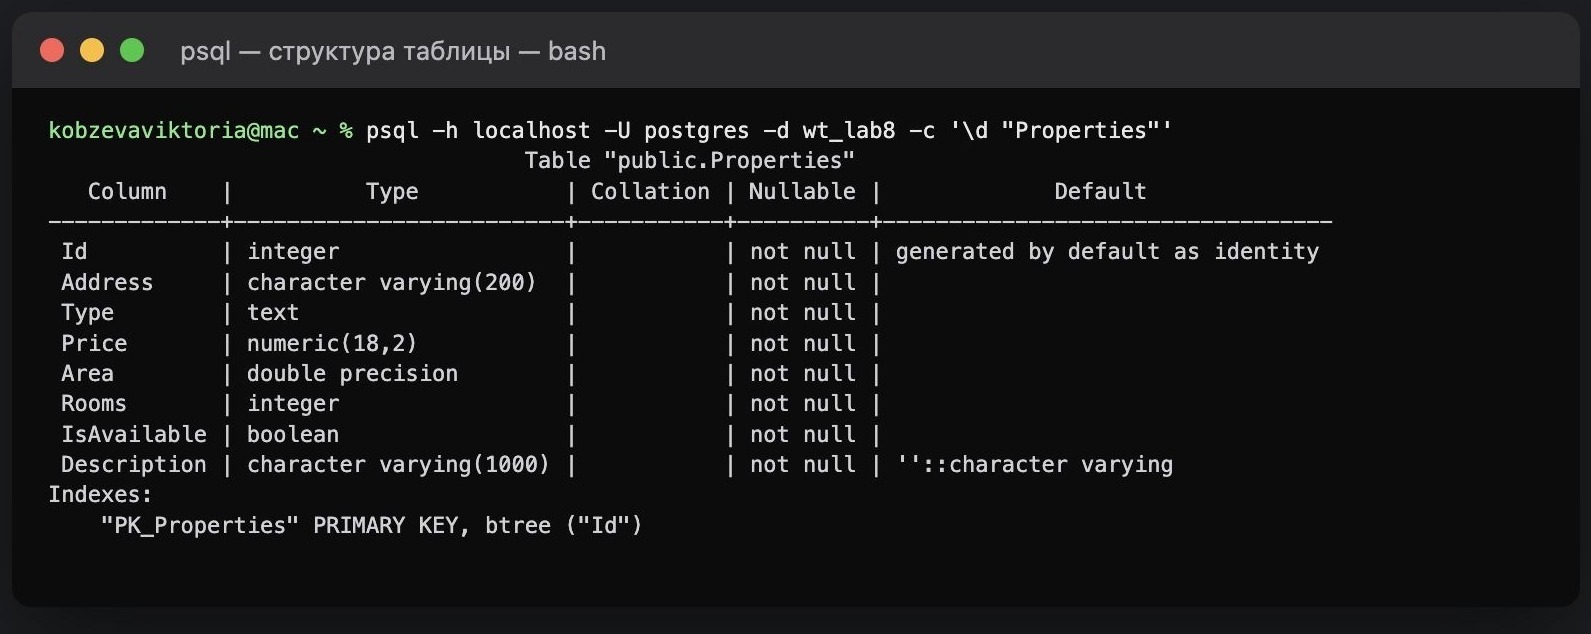 psql — структура таблицы — bash
kobzevaviktoria@mac ~ % psql -h localhost -U postgres -d wt_lab8 -c '\d "Properties"'
                                    Table "public.Properties"
   Column    |          Type           | Collation | Nullable |             Default
-------------+-------------------------+-----------+----------+----------------------------------
 Id          | integer                 |           | not null | generated by default as identity
 Address     | character varying(200)  |           | not null |
 Type        | text                    |           | not null |
 Price       | numeric(18,2)           |           | not null |
 Area        | double precision        |           | not null |
 Rooms       | integer                 |           | not null |
 IsAvailable | boolean                 |           | not null |
 Description | character varying(1000) |           | not null | ''::character varying
Indexes:
    "PK_Properties" PRIMARY KEY, btree ("Id")